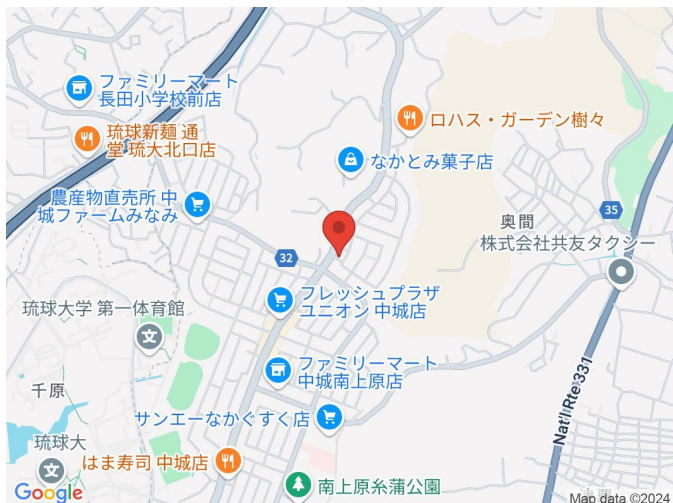 ファミリーマート
長田小学校前店
琉球新麺 通
堂 琉大北口店
ロハス・ガーデン樹々
なかとみ菓子店
農産物直売所 中
城ファームみなみ
35
奥間
株式会社共友タクシー
32
琉球大学 第一体育館
フレッシュプラザ
ユニオン 中城店
ファミリーマート
中城南上原店
千原
サンエーなかぐすく店
Nat'l Rte 331
琉球大
はま寿司 中城店
南上原糸蒲公園
Google
Map data ©2024